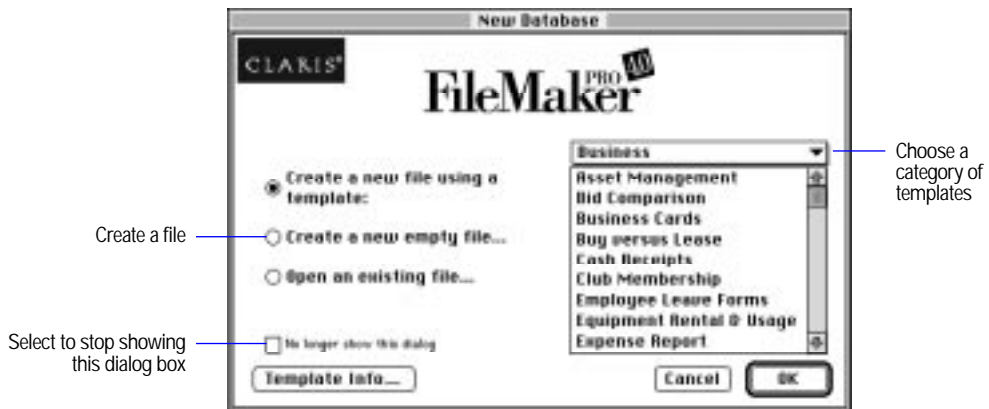 New Database
CLARIS
FileMaker PRO 4.0
Business
Choose a
category of
templates
Create a new file using a
template:
Asset Management
Bid Comparison
Business Cards
Create a file
Create a new empty file...
Buy versus Lease
Cash Receipts
Open an existing file...
Club Membership
Employee Leave Forms
Equipment Rental & Usage
Select to stop showing
this dialog box
No longer show this dialog
Expense Report
Template Info...
Cancel
OK